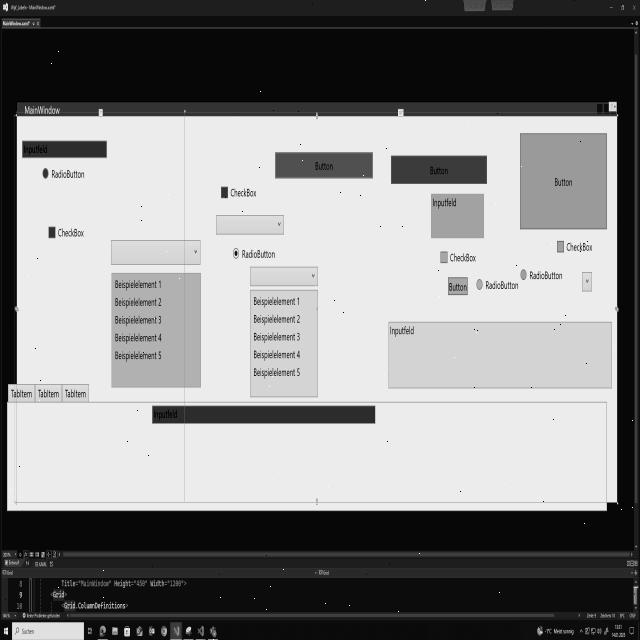 MainWindow.xaml*
MainWindow
Inputfeld
RadioButton
CheckBox
Button
Button
Button
CheckBox
Inputfeld
RadioButton
CheckBox
CheckBox
RadioButton
Button
RadioButton
Beispielelement 1
Beispielelement 2
Beispielelement 3
Beispielelement 4
Beispielelement 5
Beispielelement 1
Beispielelement 2
Beispielelement 3
Beispielelement 4
Beispielelement 5
Inputfeld
TabItem TabItem TabItem
Inputfeld
8 Title="MainWindow" Height="450" Width="1200">
9 <Grid>
10 <Grid.ColumnDefinitions>
Suchen